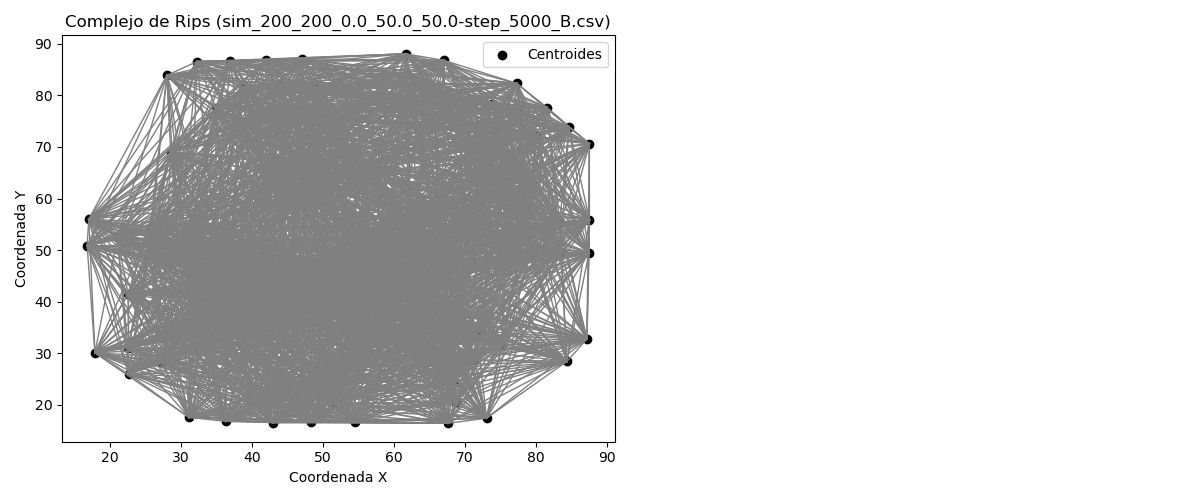 Complejo de Rips (sim_200_200_0.0_50.0_50.0-step_5000_B.csv)
Centroides
Coordenada Y
90
80
70
60
50
40
30
20
20 30 40 50 60 70 80 90
Coordenada X